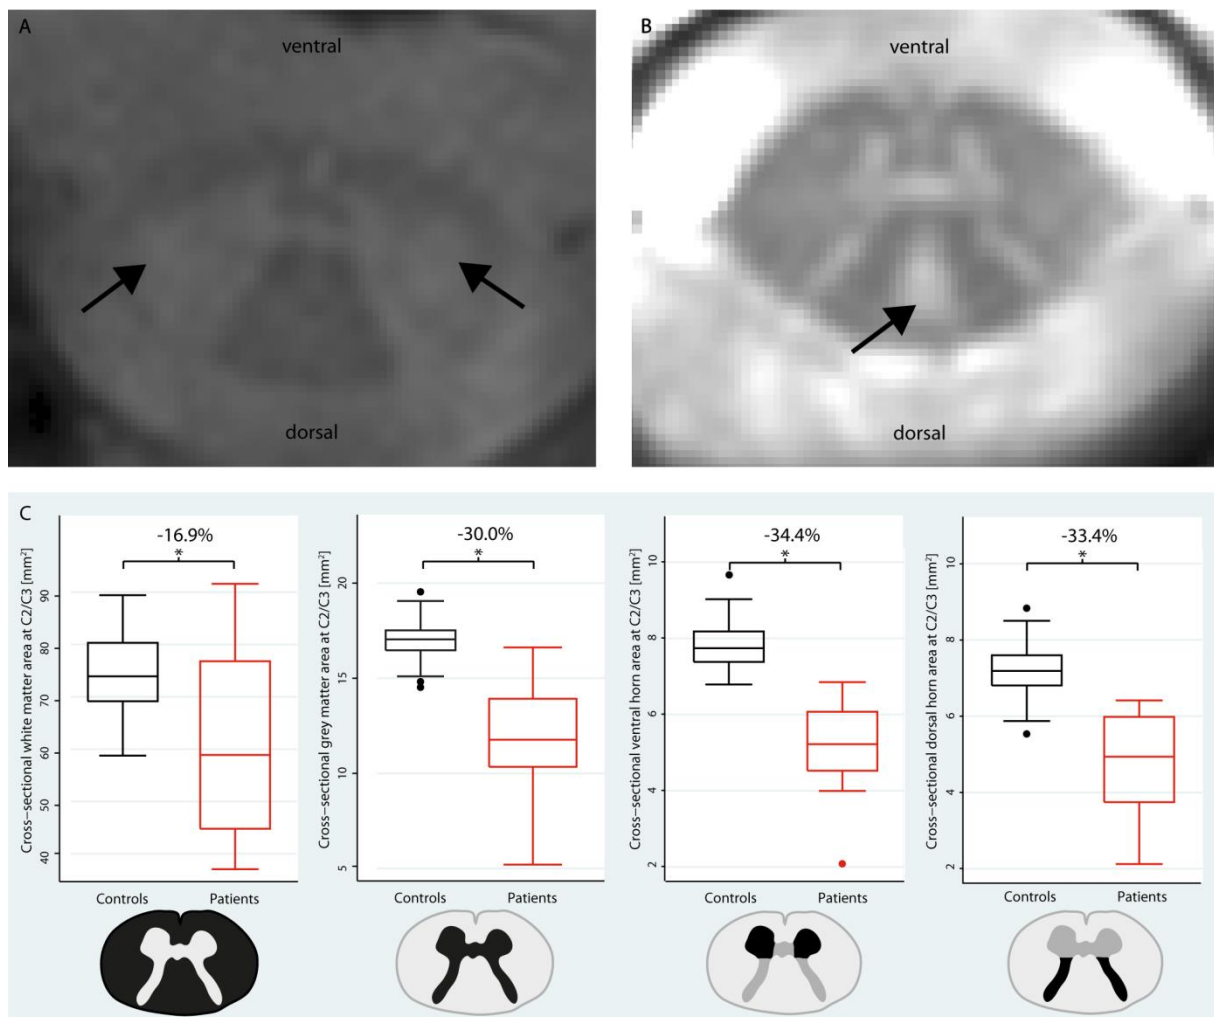 A
ventral
dorsal
B
ventral
dorsal
C
Cross-sectional white matter area at C2/C3 [mm²]
90
80
70
60
50
40
-16.9%
*
Controls
Patients
Cross-sectional grey matter area at C2/C3 [mm²]
20
15
10
5
-30.0%
*
Controls
Patients
Cross-sectional ventral horn area at C2/C3 [mm²]
10
8
6
4
2
-34.4%
*
Controls
Patients
Cross-sectional dorsal horn area at C2/C3 [mm²]
10
8
6
4
2
-33.4%
*
Controls
Patients